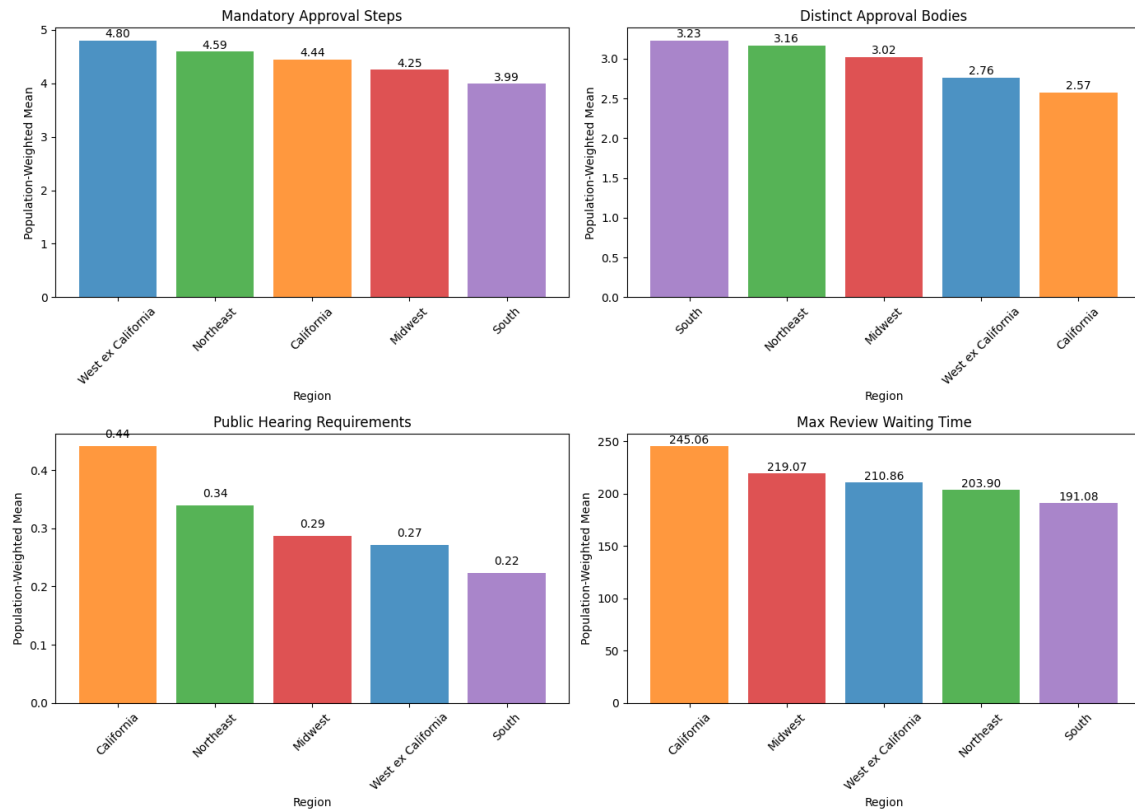 Mandatory Approval Steps
Population-Weighted Mean
5
4
3
2
1
0
4.80
4.59
4.44
4.25
3.99
West ex California
Northeast
California
Midwest
South
Region
Distinct Approval Bodies
Population-Weighted Mean
3.0
2.5
2.0
1.5
1.0
0.5
0.0
3.23
3.16
3.02
2.76
2.57
South
Northeast
Midwest
West ex California
California
Region
Public Hearing Requirements
Population-Weighted Mean
0.4
0.3
0.2
0.1
0.0
0.44
0.34
0.29
0.27
0.22
California
Northeast
Midwest
West ex California
South
Region
Max Review Waiting Time
Population-Weighted Mean
250
200
150
100
50
0
245.06
219.07
210.86
203.90
191.08
California
Midwest
West ex California
Northeast
South
Region